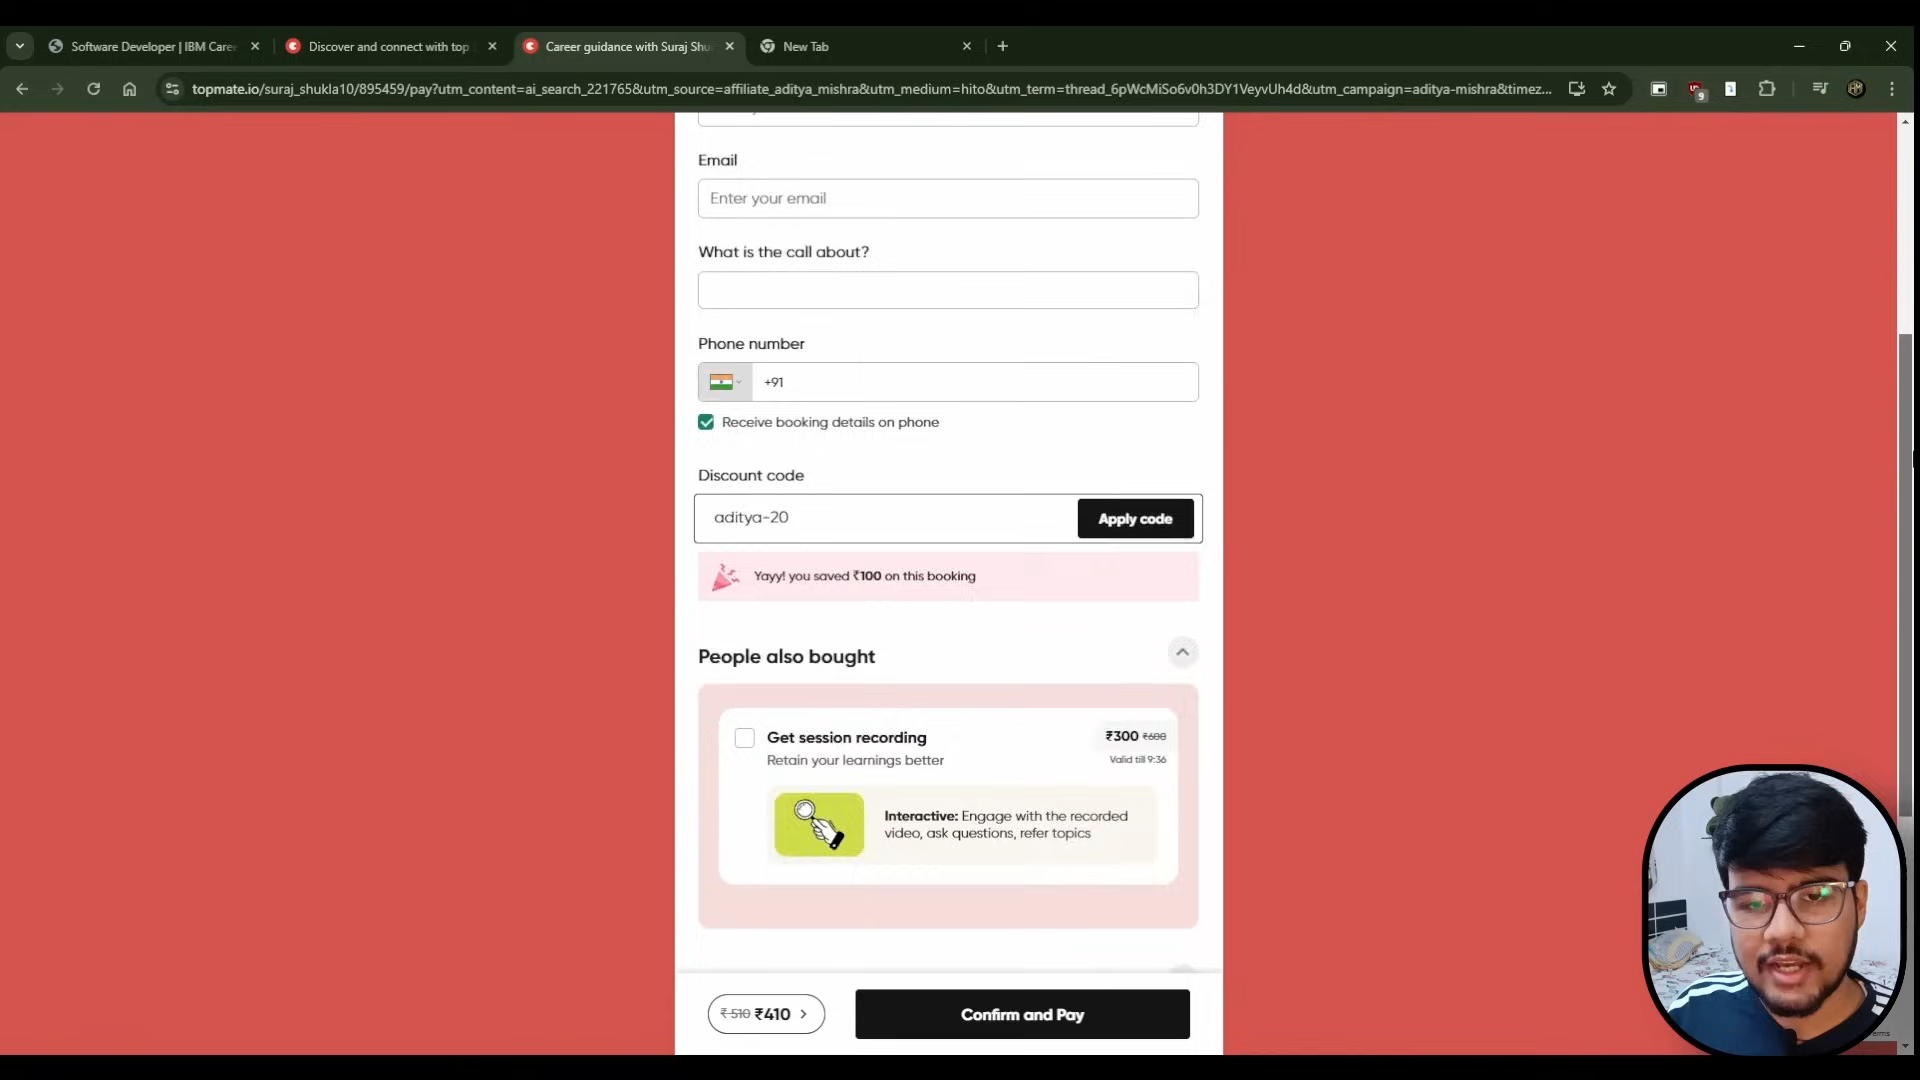 Software Developer | IBM Caree
Discover and connect with top
Career guidance with Suraj Shu
New Tab
topmate.io/suraj_shukla10/895459/pay?utm_content=ai_search_221765&utm_source=affiliate_aditya_mishra&utm_medium=hito&utm_term=thread_6pWcMiSo6v0h3DY1VeyvUh4d&utm_campaign=aditya-mishra&timez...
9
Email
Enter your email
What is the call about?
Phone number
+91
Receive booking details on phone
Discount code
aditya-20
Apply code
Yayy! you saved ₹100 on this booking
People also bought
Get session recording
₹300 ₹600
Retain your learnings better
Valid till 9:36
Interactive: Engage with the recorded
video, ask questions, refer topics
₹ 510 ₹410
Confirm and Pay